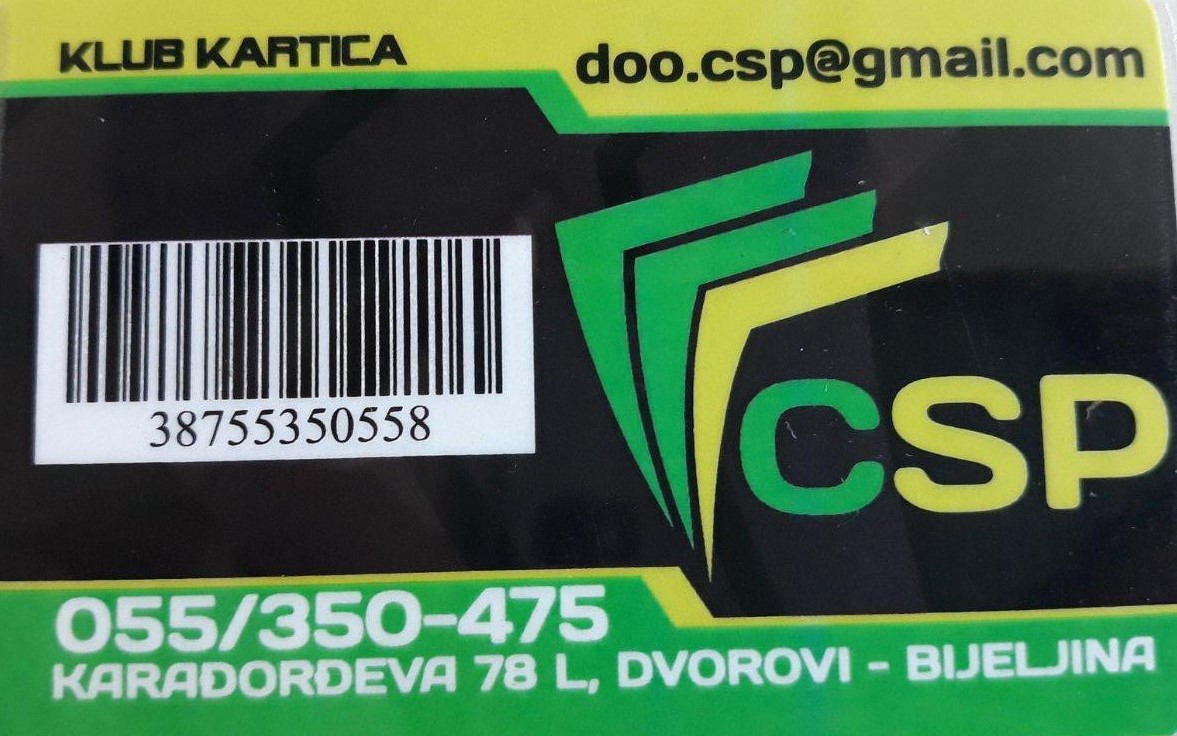 KLUB KARTICA
doo.csp@gmail.com
38755350558
CSP
055/350-475
KARAĐORĐEVA 78 L, DVOROVI - BIJELJINA